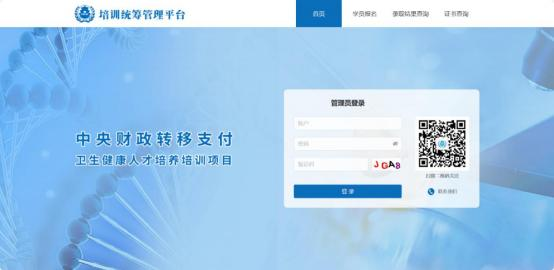 培训统筹管理平台
首页 学员报名 录取结果查询 证书查询
中央财政转移支付
卫生健康人才培养培训项目
管理员登录
账户
密码
验证码
JGAB
登录
扫描二维码关注
联系我们